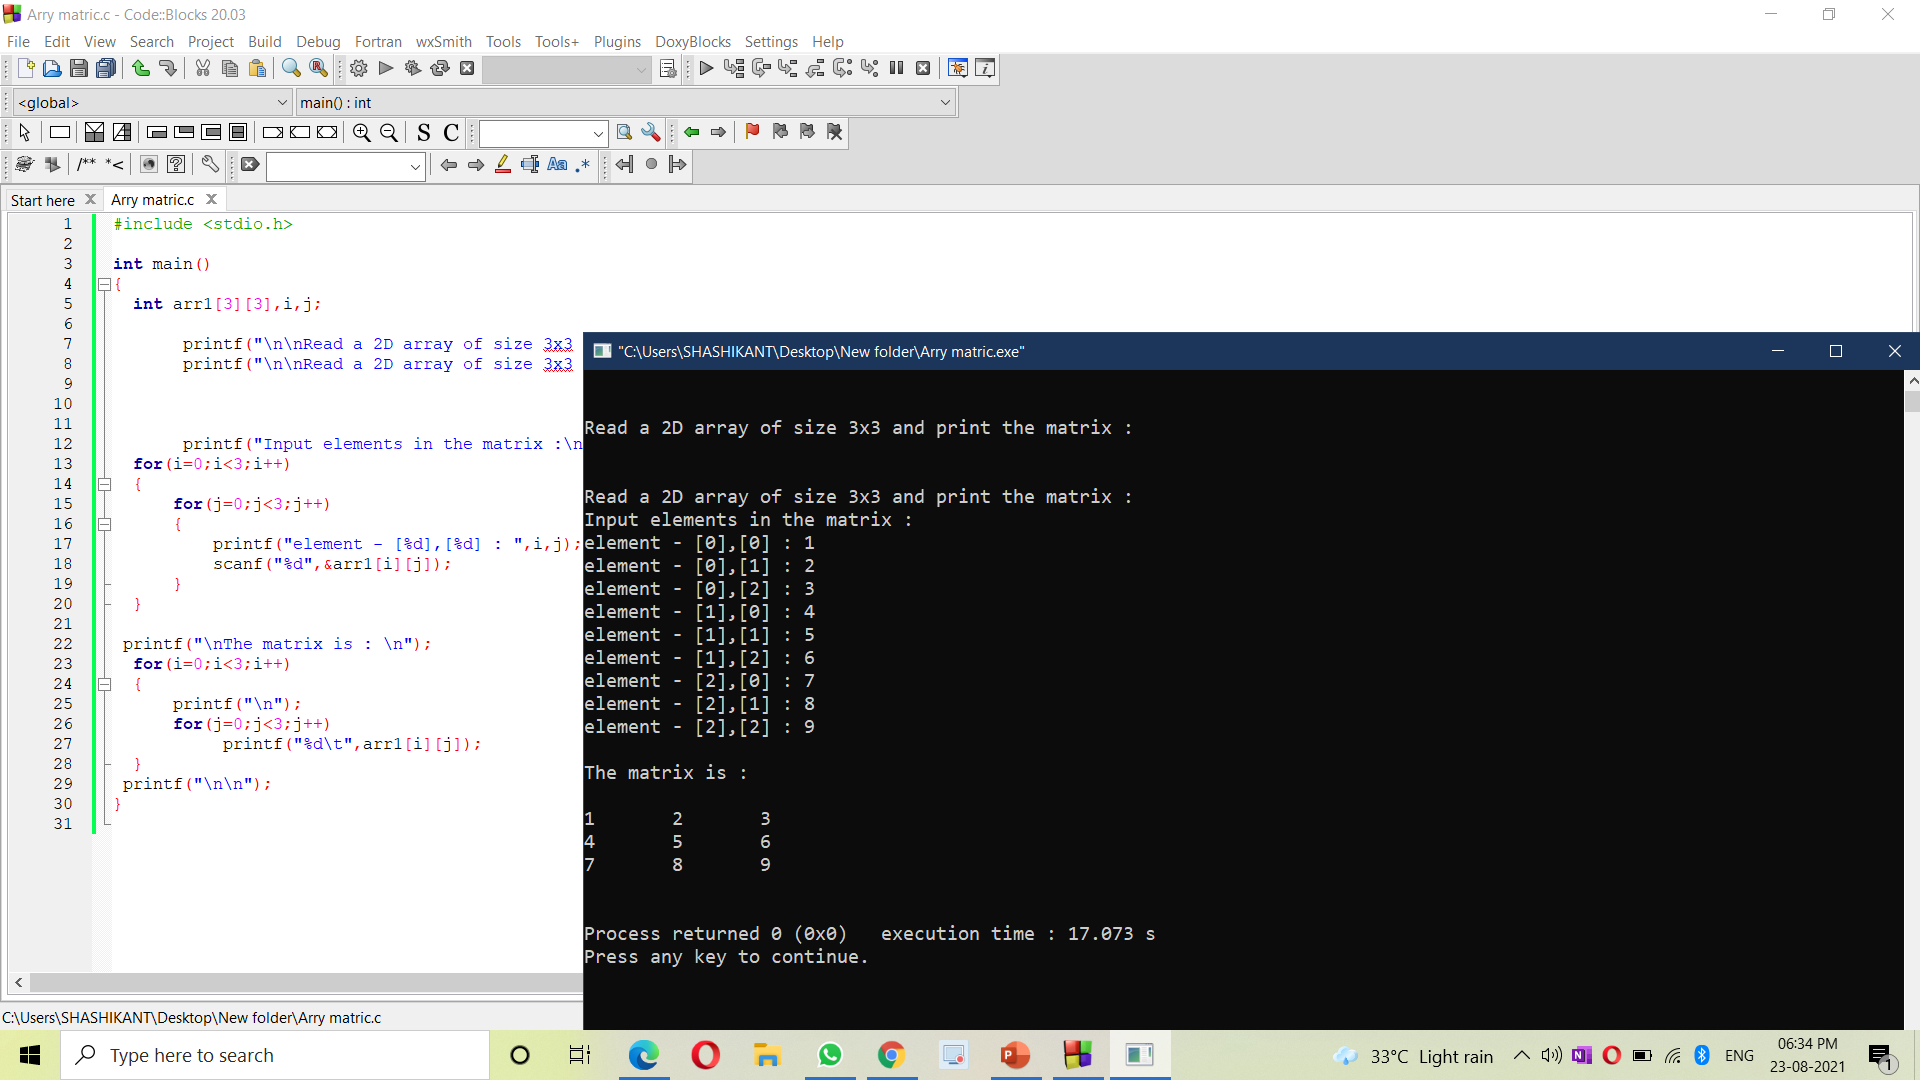 Arry matric.c - Code::Blocks 20.03
File Edit View Search Project Build Debug Fortran wxSmith Tools Tools+ Plugins DoxyBlocks Settings Help
<global> main() : int
S C
/** *< Aa .*
Start here Arry matric.c
1 #include <stdio.h>
2
3 int main()
4 {
5 int arr1[3][3],i,j;
6
7 printf("\n\nRead a 2D array of size 3x3
8 printf("\n\nRead a 2D array of size 3x3
9
10
11
12 printf("Input elements in the matrix :\n
13 for(i=0;i<3;i++)
14 {
15 for(j=0;j<3;j++)
16 {
17 printf("element - [%d],[%d] : ",i,j);
18 scanf("%d",&arr1[i][j]);
19 }
20 }
21
22 printf("\nThe matrix is : \n");
23 for(i=0;i<3;i++)
24 {
25 printf("\n");
26 for(j=0;j<3;j++)
27 printf("%d\t",arr1[i][j]);
28 }
29 printf("\n\n");
30 }
31
"C:\Users\SHASHIKANT\Desktop\New folder\Arry matric.exe"
Read a 2D array of size 3x3 and print the matrix :
Read a 2D array of size 3x3 and print the matrix :
Input elements in the matrix :
element - [0],[0] : 1
element - [0],[1] : 2
element - [0],[2] : 3
element - [1],[0] : 4
element - [1],[1] : 5
element - [1],[2] : 6
element - [2],[0] : 7
element - [2],[1] : 8
element - [2],[2] : 9
The matrix is :
1 2 3
4 5 6
7 8 9
Process returned 0 (0x0) execution time : 17.073 s
Press any key to continue.
C:\Users\SHASHIKANT\Desktop\New folder\Arry matric.c
Type here to search
33°C Light rain
ENG
06:34 PM
23-08-2021
1